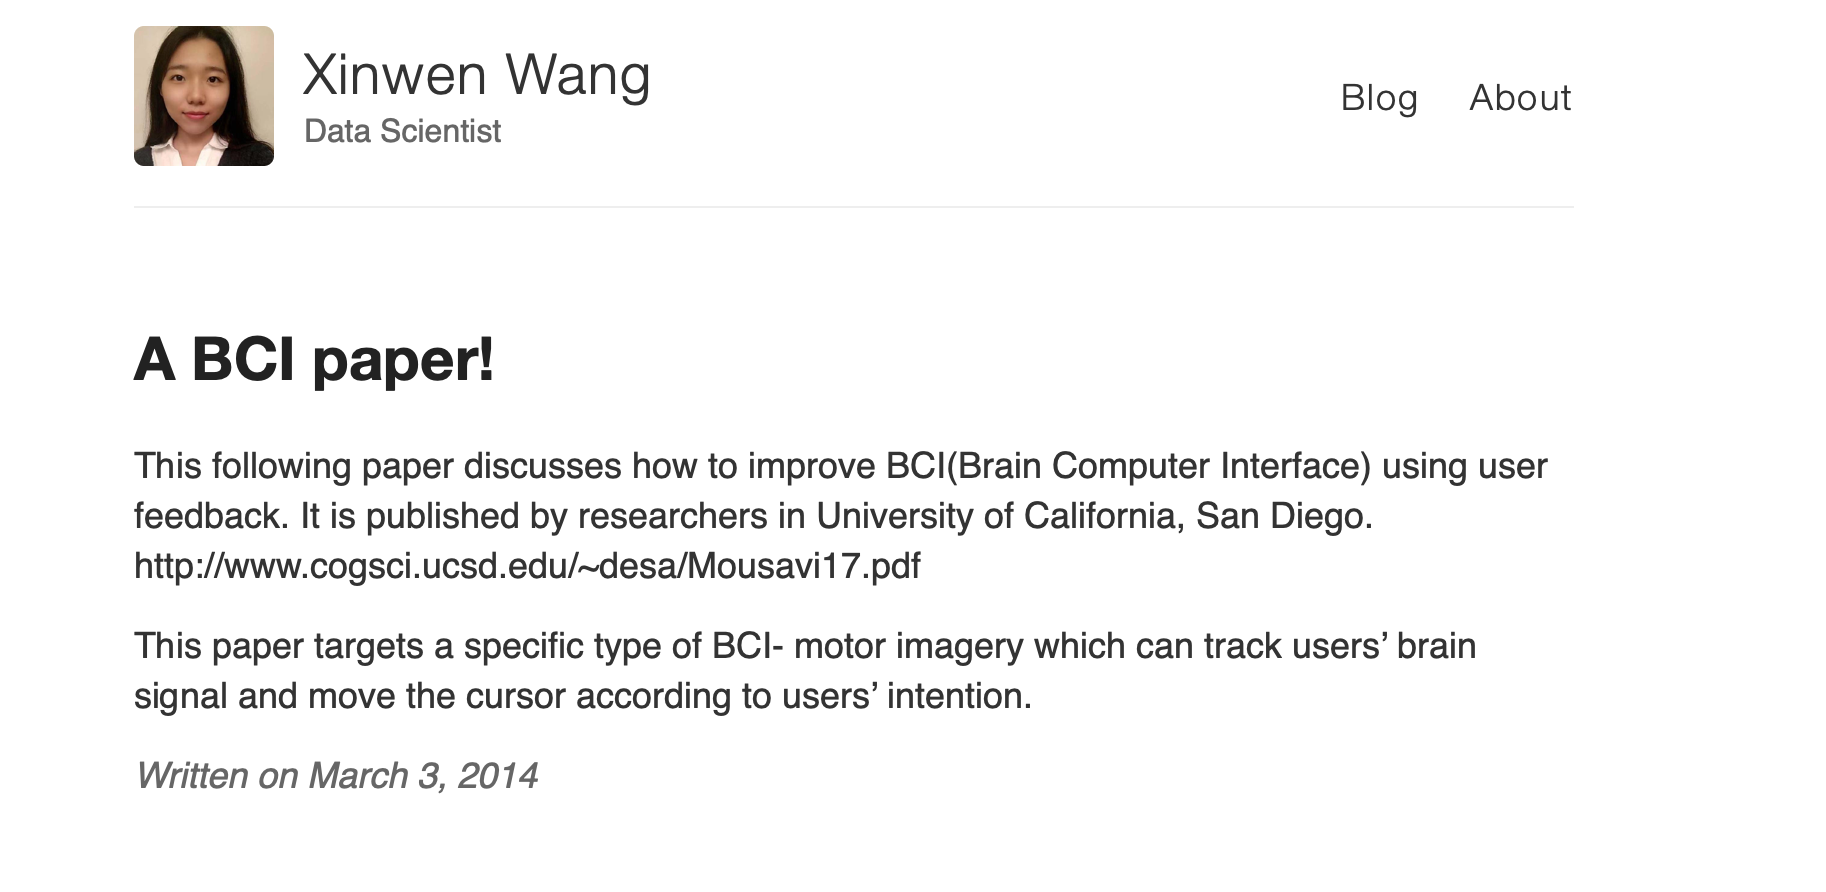 Xinwen Wang
Data Scientist
Blog About
A BCI paper!
This following paper discusses how to improve BCI(Brain Computer Interface) using user
feedback. It is published by researchers in University of California, San Diego.
http://www.cogsci.ucsd.edu/~desa/Mousavi17.pdf
This paper targets a specific type of BCI- motor imagery which can track users’ brain
signal and move the cursor according to users’ intention.
Written on March 3, 2014